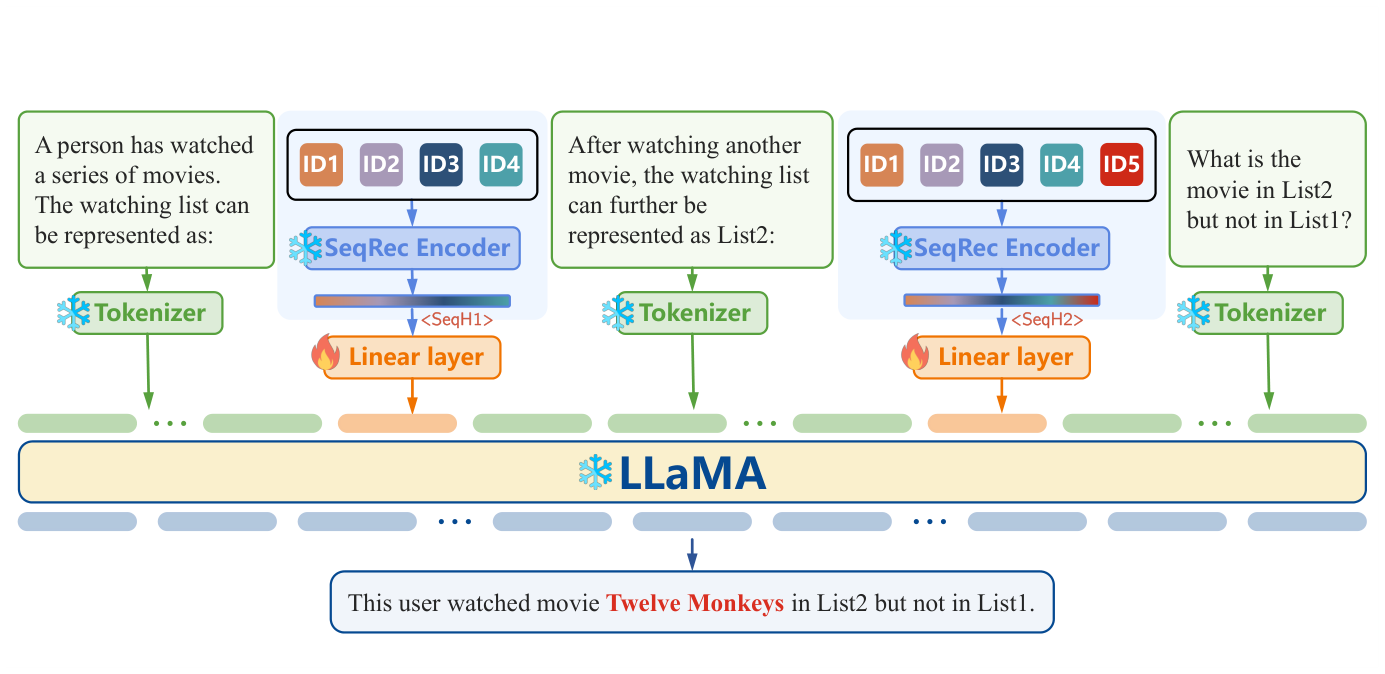 A person has watched
a series of movies.
The watching list can
be represented as:
Tokenizer
ID1 ID2 ID3 ID4
SeqRec Encoder
<SeqH1>
Linear layer
After watching another
movie, the watching list
can further be
represented as List2:
Tokenizer
ID1 ID2 ID3 ID4 ID5
SeqRec Encoder
<SeqH2>
Linear layer
What is the
movie in List2
but not in List1?
Tokenizer
LLaMA
This user watched movie Twelve Monkeys in List2 but not in List1.